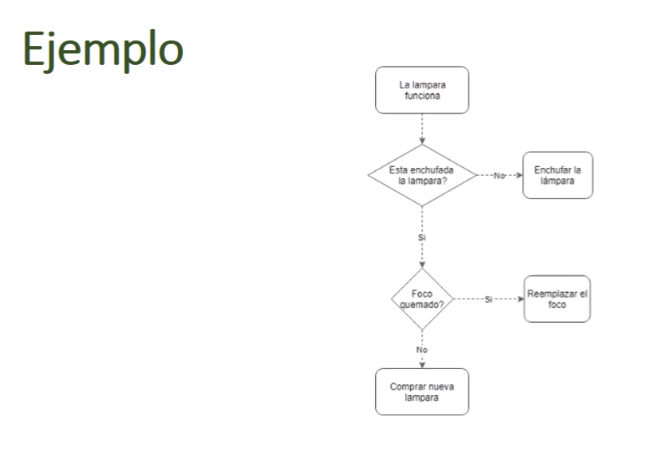 Ejemplo
La lampara
funciona
Esta enchufada
la lampara?
No
Enchufar la
lámpara
Si
Foco
quemado?
Si
Reemplazar el
foco
No
Comprar nueva
lampara